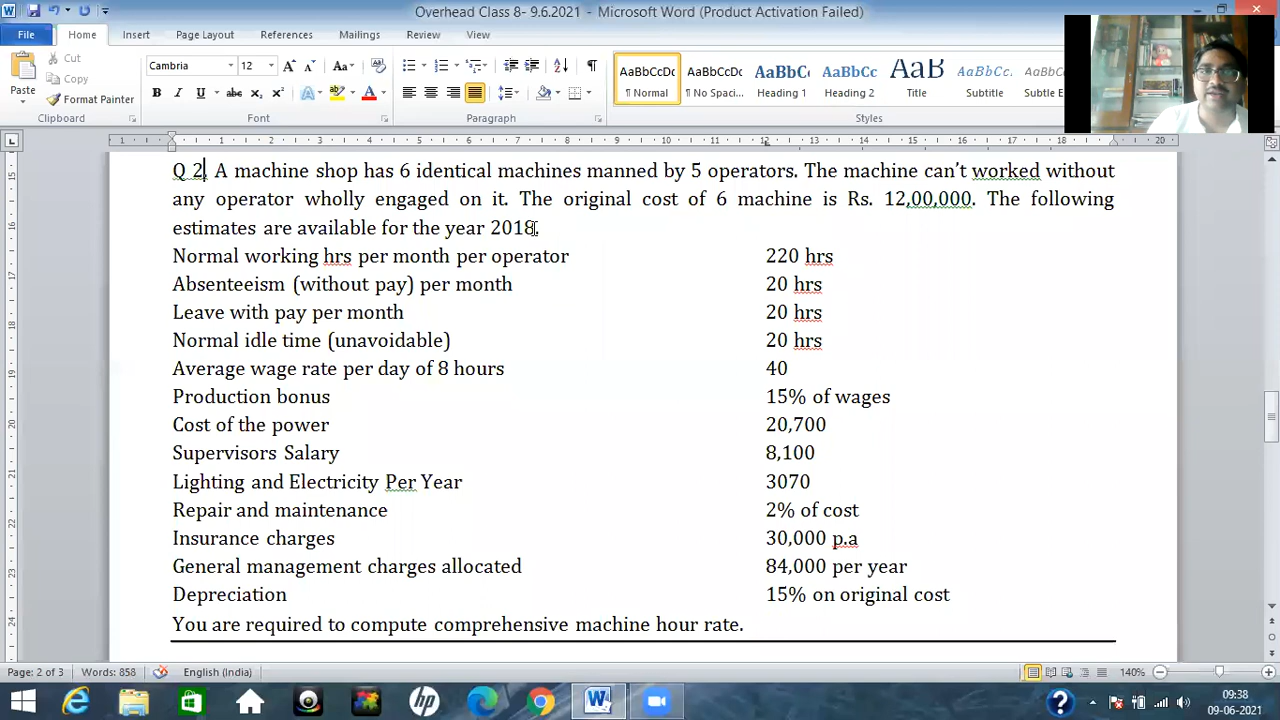 Overhead Class 8- 9.6.2021 - Microsoft Word (Product Activation Failed)
File Home Insert Page Layout References Mailings Review View
Cut
Copy
Format Painter
Paste
Clipboard
Cambria 12
Font
Paragraph
AaBbCcDc AaBbCcDc AaBbC AaBbCc AaB AaBbCc. AaBbCc
¶ Normal ¶ No Spaci... Heading 1 Heading 2 Title Subtitle Subtle E
Styles
Q 2. A machine shop has 6 identical machines manned by 5 operators. The machine can't worked without
any operator wholly engaged on it. The original cost of 6 machine is Rs. 12,00,000. The following
estimates are available for the year 2018.
Normal working hrs per month per operator 220 hrs
Absenteeism (without pay) per month 20 hrs
Leave with pay per month 20 hrs
Normal idle time (unavoidable) 20 hrs
Average wage rate per day of 8 hours 40
Production bonus 15% of wages
Cost of the power 20,700
Supervisors Salary 8,100
Lighting and Electricity Per Year 3070
Repair and maintenance 2% of cost
Insurance charges 30,000 p.a
General management charges allocated 84,000 per year
Depreciation 15% on original cost
You are required to compute comprehensive machine hour rate.
Page: 2 of 3 Words: 858 English (India) 140%
09:38
09-06-2021